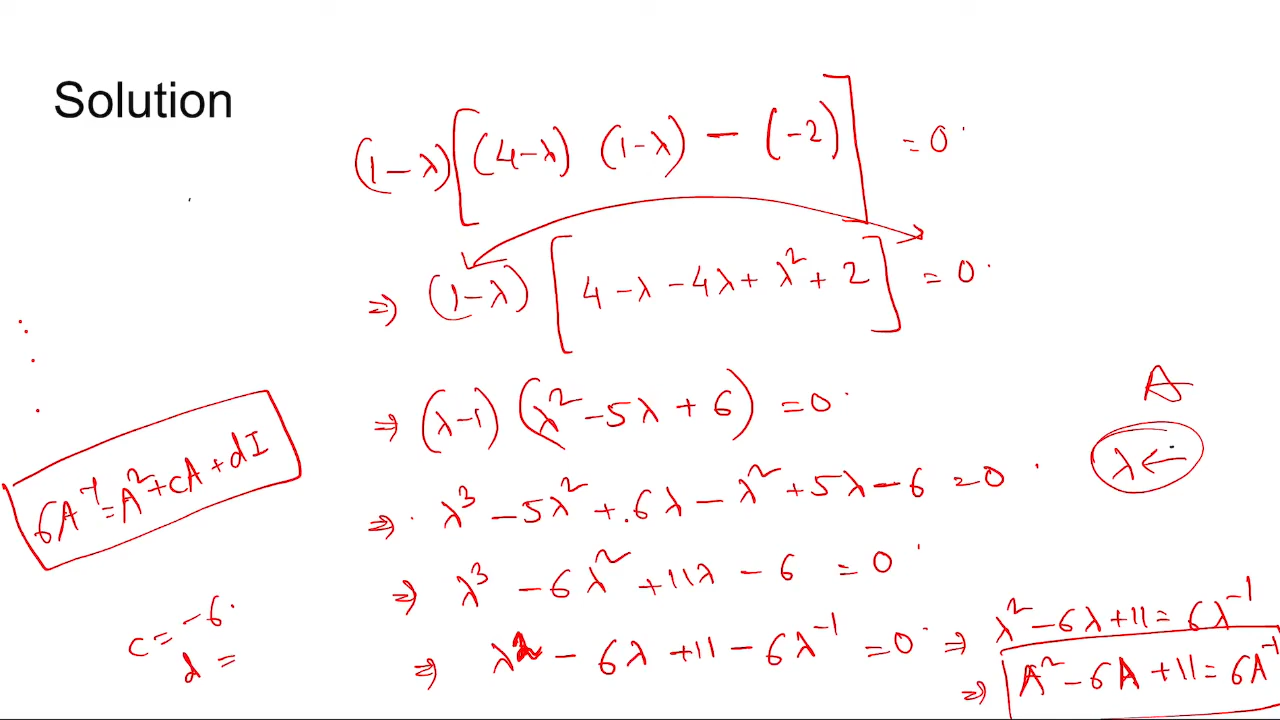 Solution
(1-λ)[(4-λ) (1-λ) - (-2)] = 0
⇒ (1-λ) [4-λ-4λ+λ²+2] = 0
⇒ (λ-1) (λ²-5λ+6) = 0
A
λ←
6A⁻¹=A²+cA+dI
⇒ λ³-5λ²+6λ-λ²+5λ-6=0
⇒ λ³-6λ²+11λ-6=0
c=-6
d=
⇒ λ²-6λ+11-6λ⁻¹=0 ⇒ λ²-6λ+11=6λ⁻¹
⇒ A²-6A+11=6A⁻¹